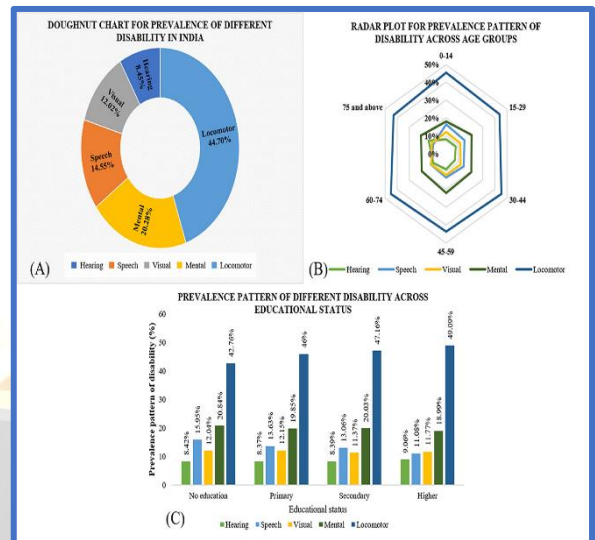 DOUGHNUT CHART FOR PREVALENCE OF DIFFERENT
DISABILITY IN INDIA
Hearing
8.45%
Visual
12.02%
Speech
14.55%
Mental
20.28%
Locomotor
44.70%
(A)
Hearing Speech Visual Mental Locomotor
RADAR PLOT FOR PREVALENCE PATTERN OF
DISABILITY ACROSS AGE GROUPS
0-14
50%
40%
30%
20%
10%
0%
15-29
30-44
45-59
60-74
75 and above
(B)
Hearing Speech Visual Mental Locomotor
PREVALENCE PATTERN OF DIFFERENT DISABILITY ACROSS
EDUCATIONAL STATUS
Prevalence pattern of disability (%)
60
50
40
30
20
10
0
8.42% 15.95% 12.04% 20.84% 42.76%
8.37% 13.63% 12.15% 19.85% 46%
8.39% 13.06% 11.37% 20.03% 47.16%
9.06% 11.08% 11.77% 18.99% 49.09%
No education Primary Secondary Higher
Educational status
(C)
Hearing Speech Visual Mental Locomotor